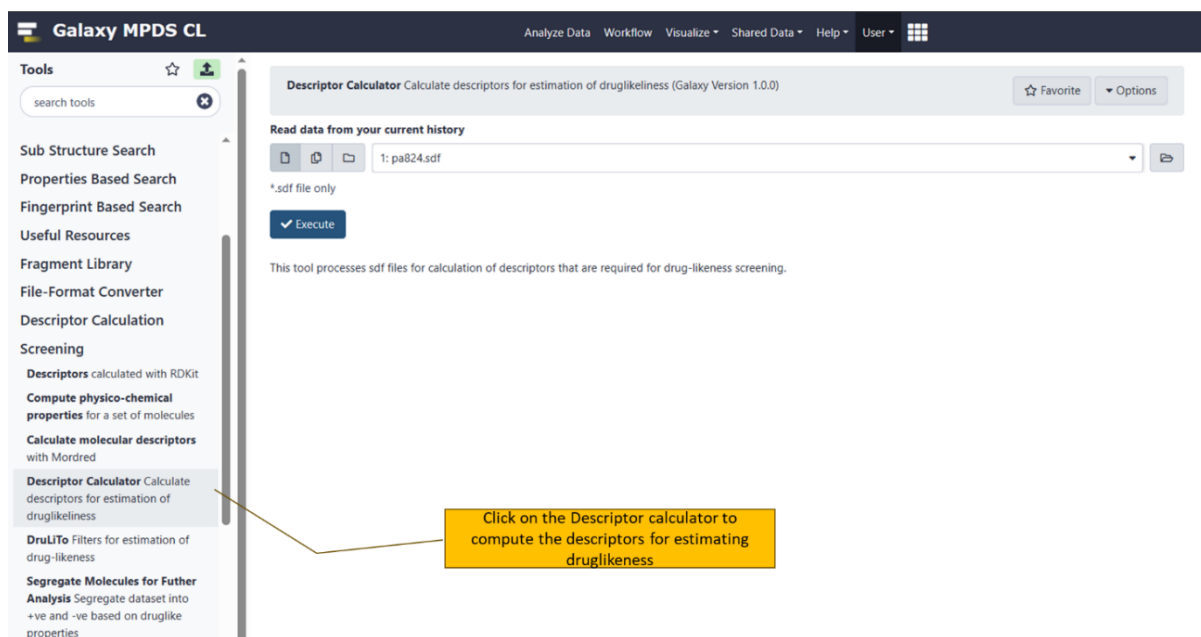 Galaxy MPDS CL
Analyze Data Workflow Visualize Shared Data Help User
Tools
search tools
Sub Structure Search
Properties Based Search
Fingerprint Based Search
Useful Resources
Fragment Library
File-Format Converter
Descriptor Calculation
Screening
Descriptors calculated with RDKit
Compute physico-chemical
properties for a set of molecules
Calculate molecular descriptors
with Mordred
Descriptor Calculator Calculate
descriptors for estimation of
druglikeliness
DruLiTo Filters for estimation of
drug-likeness
Segregate Molecules for Futher
Analysis Segregate dataset into
+ve and -ve based on druglike
properties
Descriptor Calculator Calculate descriptors for estimation of druglikeliness (Galaxy Version 1.0.0)
Favorite
Options
Read data from your current history
1: pa824.sdf
*.sdf file only
Execute
This tool processes sdf files for calculation of descriptors that are required for drug-likeness screening.
Click on the Descriptor calculator to
compute the descriptors for estimating
druglikeness